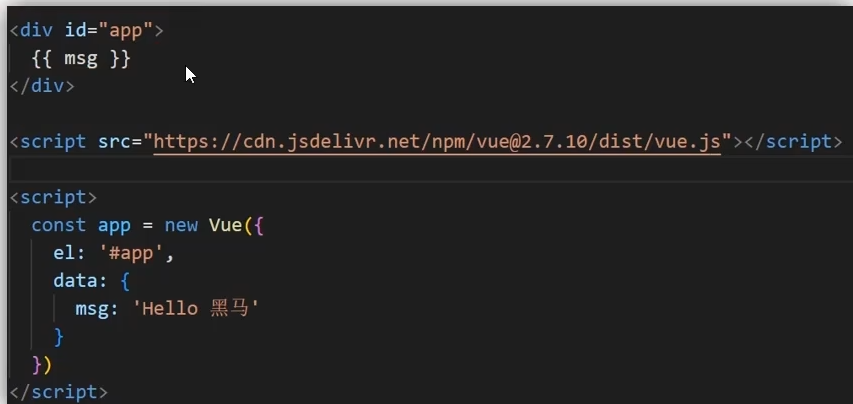 <div id="app">
  {{ msg }}
</div>
<script src="https://cdn.jsdelivr.net/npm/vue@2.7.10/dist/vue.js"></script>
<script>
  const app = new Vue({
    el: '#app',
    data: {
      msg: 'Hello 黑马'
    }
  })
</script>